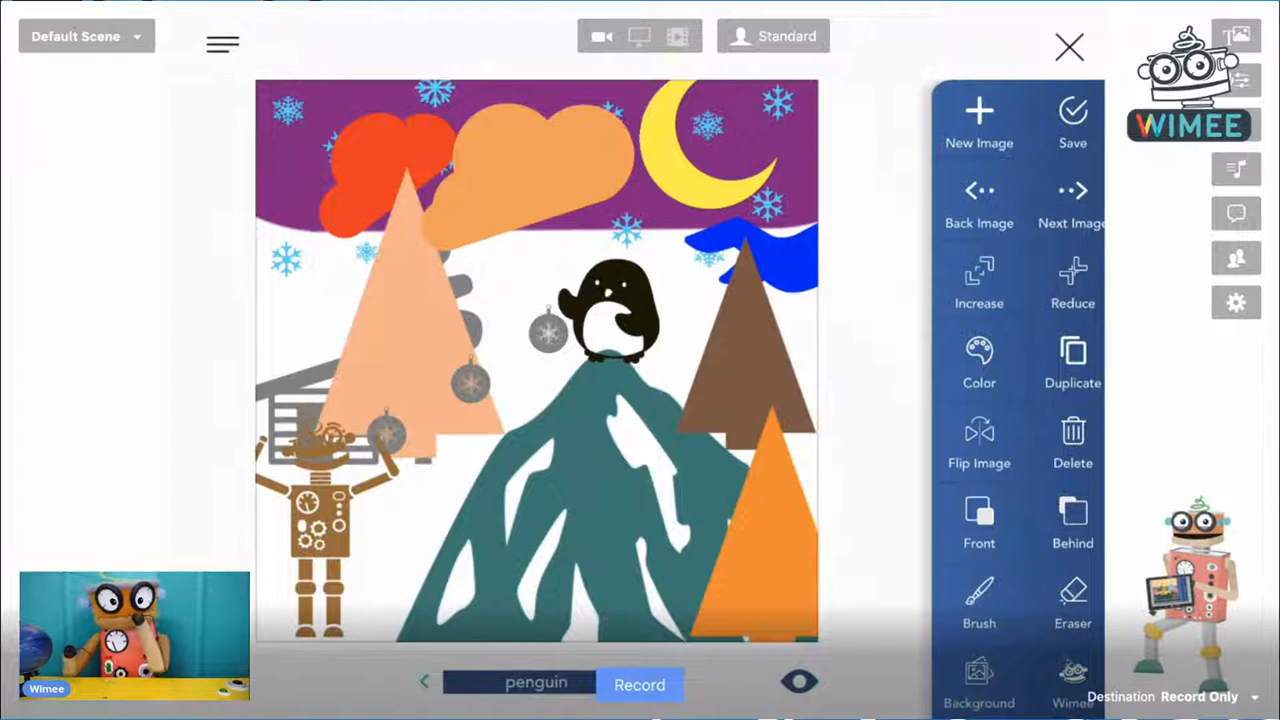 Default Scene
Standard
WIMEE
New Image
Save
Back Image
Next Image
Increase
Reduce
Color
Duplicate
Flip Image
Delete
Front
Behind
Brush
Eraser
Background
Wimee
Wimee
penguin
Record
Destination Record Only